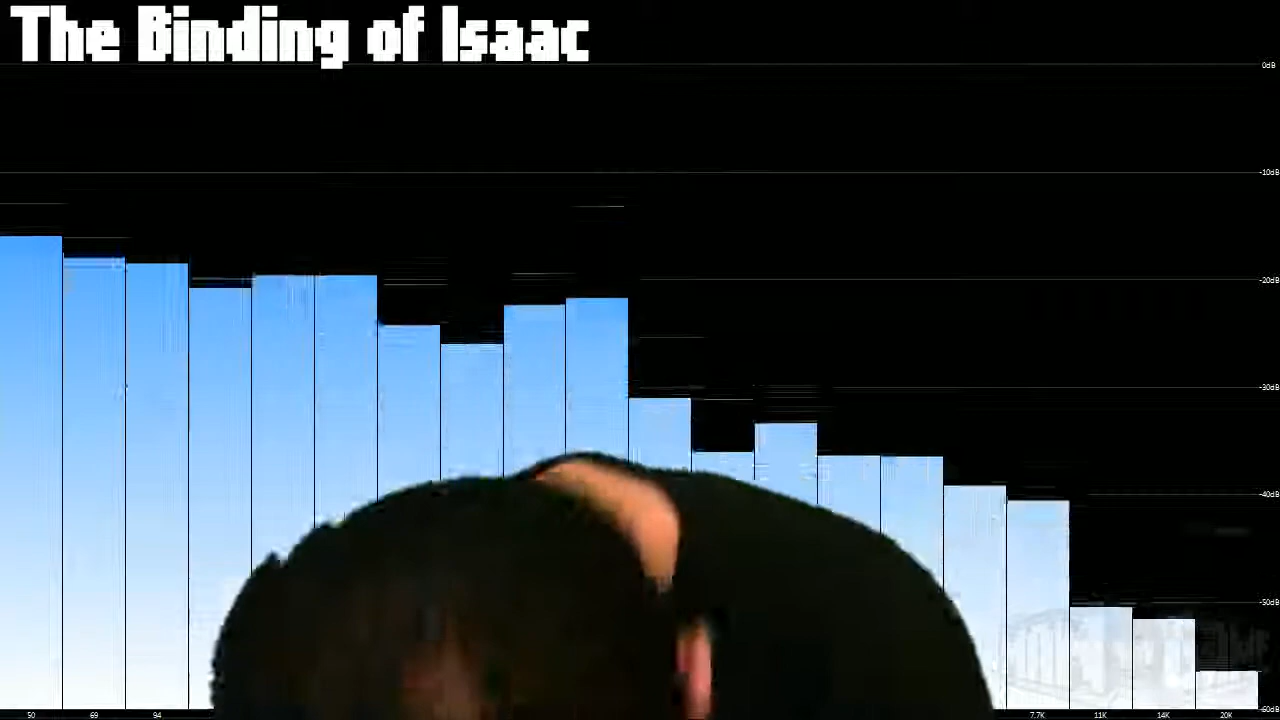 The Binding of Isaac
0dB
-10dB
-20dB
-30dB
-40dB
-50dB
-60dB
50 69 94 7.7K 11K 14K 20K